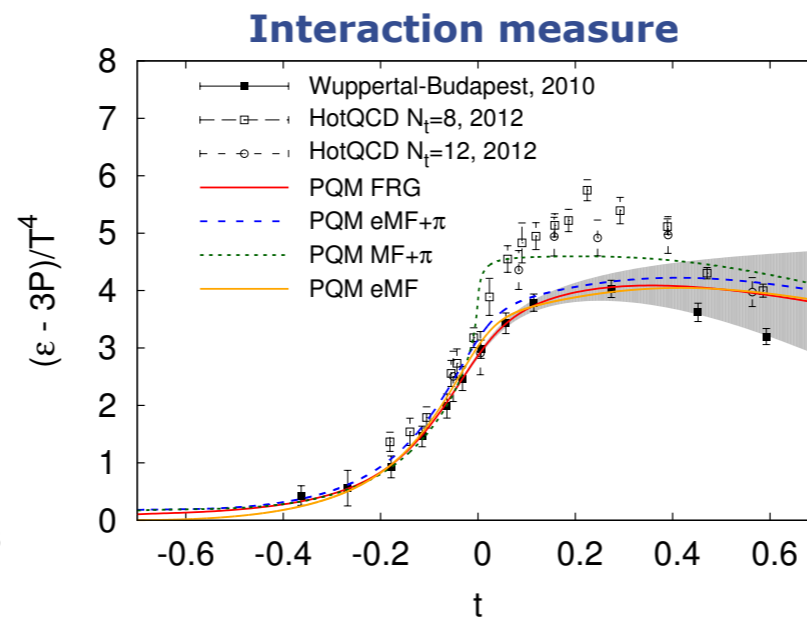 Interaction measure
8
7
6
5
4
3
2
1
0
(ε - 3P)/T⁴
Wuppertal-Budapest, 2010
HotQCD N_t=8, 2012
HotQCD N_t=12, 2012
PQM FRG
PQM eMF+π
PQM MF+π
PQM eMF
-0.6 -0.4 -0.2 0 0.2 0.4 0.6
t